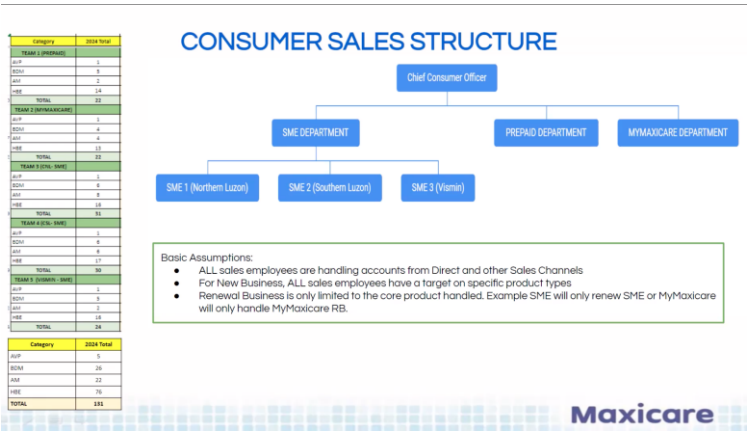 CONSUMER SALES STRUCTURE
Category 2024 Total
TEAM 1 (PREPAID)
AVP 1
BDM 5
AM 2
HBE 14
TOTAL 22
TEAM 2 (MYMAXICARE)
AVP 1
BDM 4
AM 4
HBE 13
TOTAL 22
TEAM 3 (CNL- SME)
AVP 1
BDM 6
AM 8
HBE 16
TOTAL 31
TEAM 4 (CSL- SME)
AVP 1
BDM 6
AM 6
HBE 17
TOTAL 30
TEAM 5 (VISMIN - SME)
AVP 1
BDM 5
AM 2
HBE 16
TOTAL 24
Category 2024 Total
AVP 5
BDM 26
AM 22
HBE 76
TOTAL 131
Chief Consumer Officer
SME DEPARTMENT
PREPAID DEPARTMENT
MYMAXICARE DEPARTMENT
SME 1 (Northern Luzon)
SME 2 (Southern Luzon)
SME 3 (Vismin)
Basic Assumptions:
● ALL sales employees are handling accounts from Direct and other Sales Channels
● For New Business, ALL sales employees have a target on specific product types
● Renewal Business is only limited to the core product handled. Example SME will only renew SME or MyMaxicare
will only handle MyMaxicare RB.
Maxicare